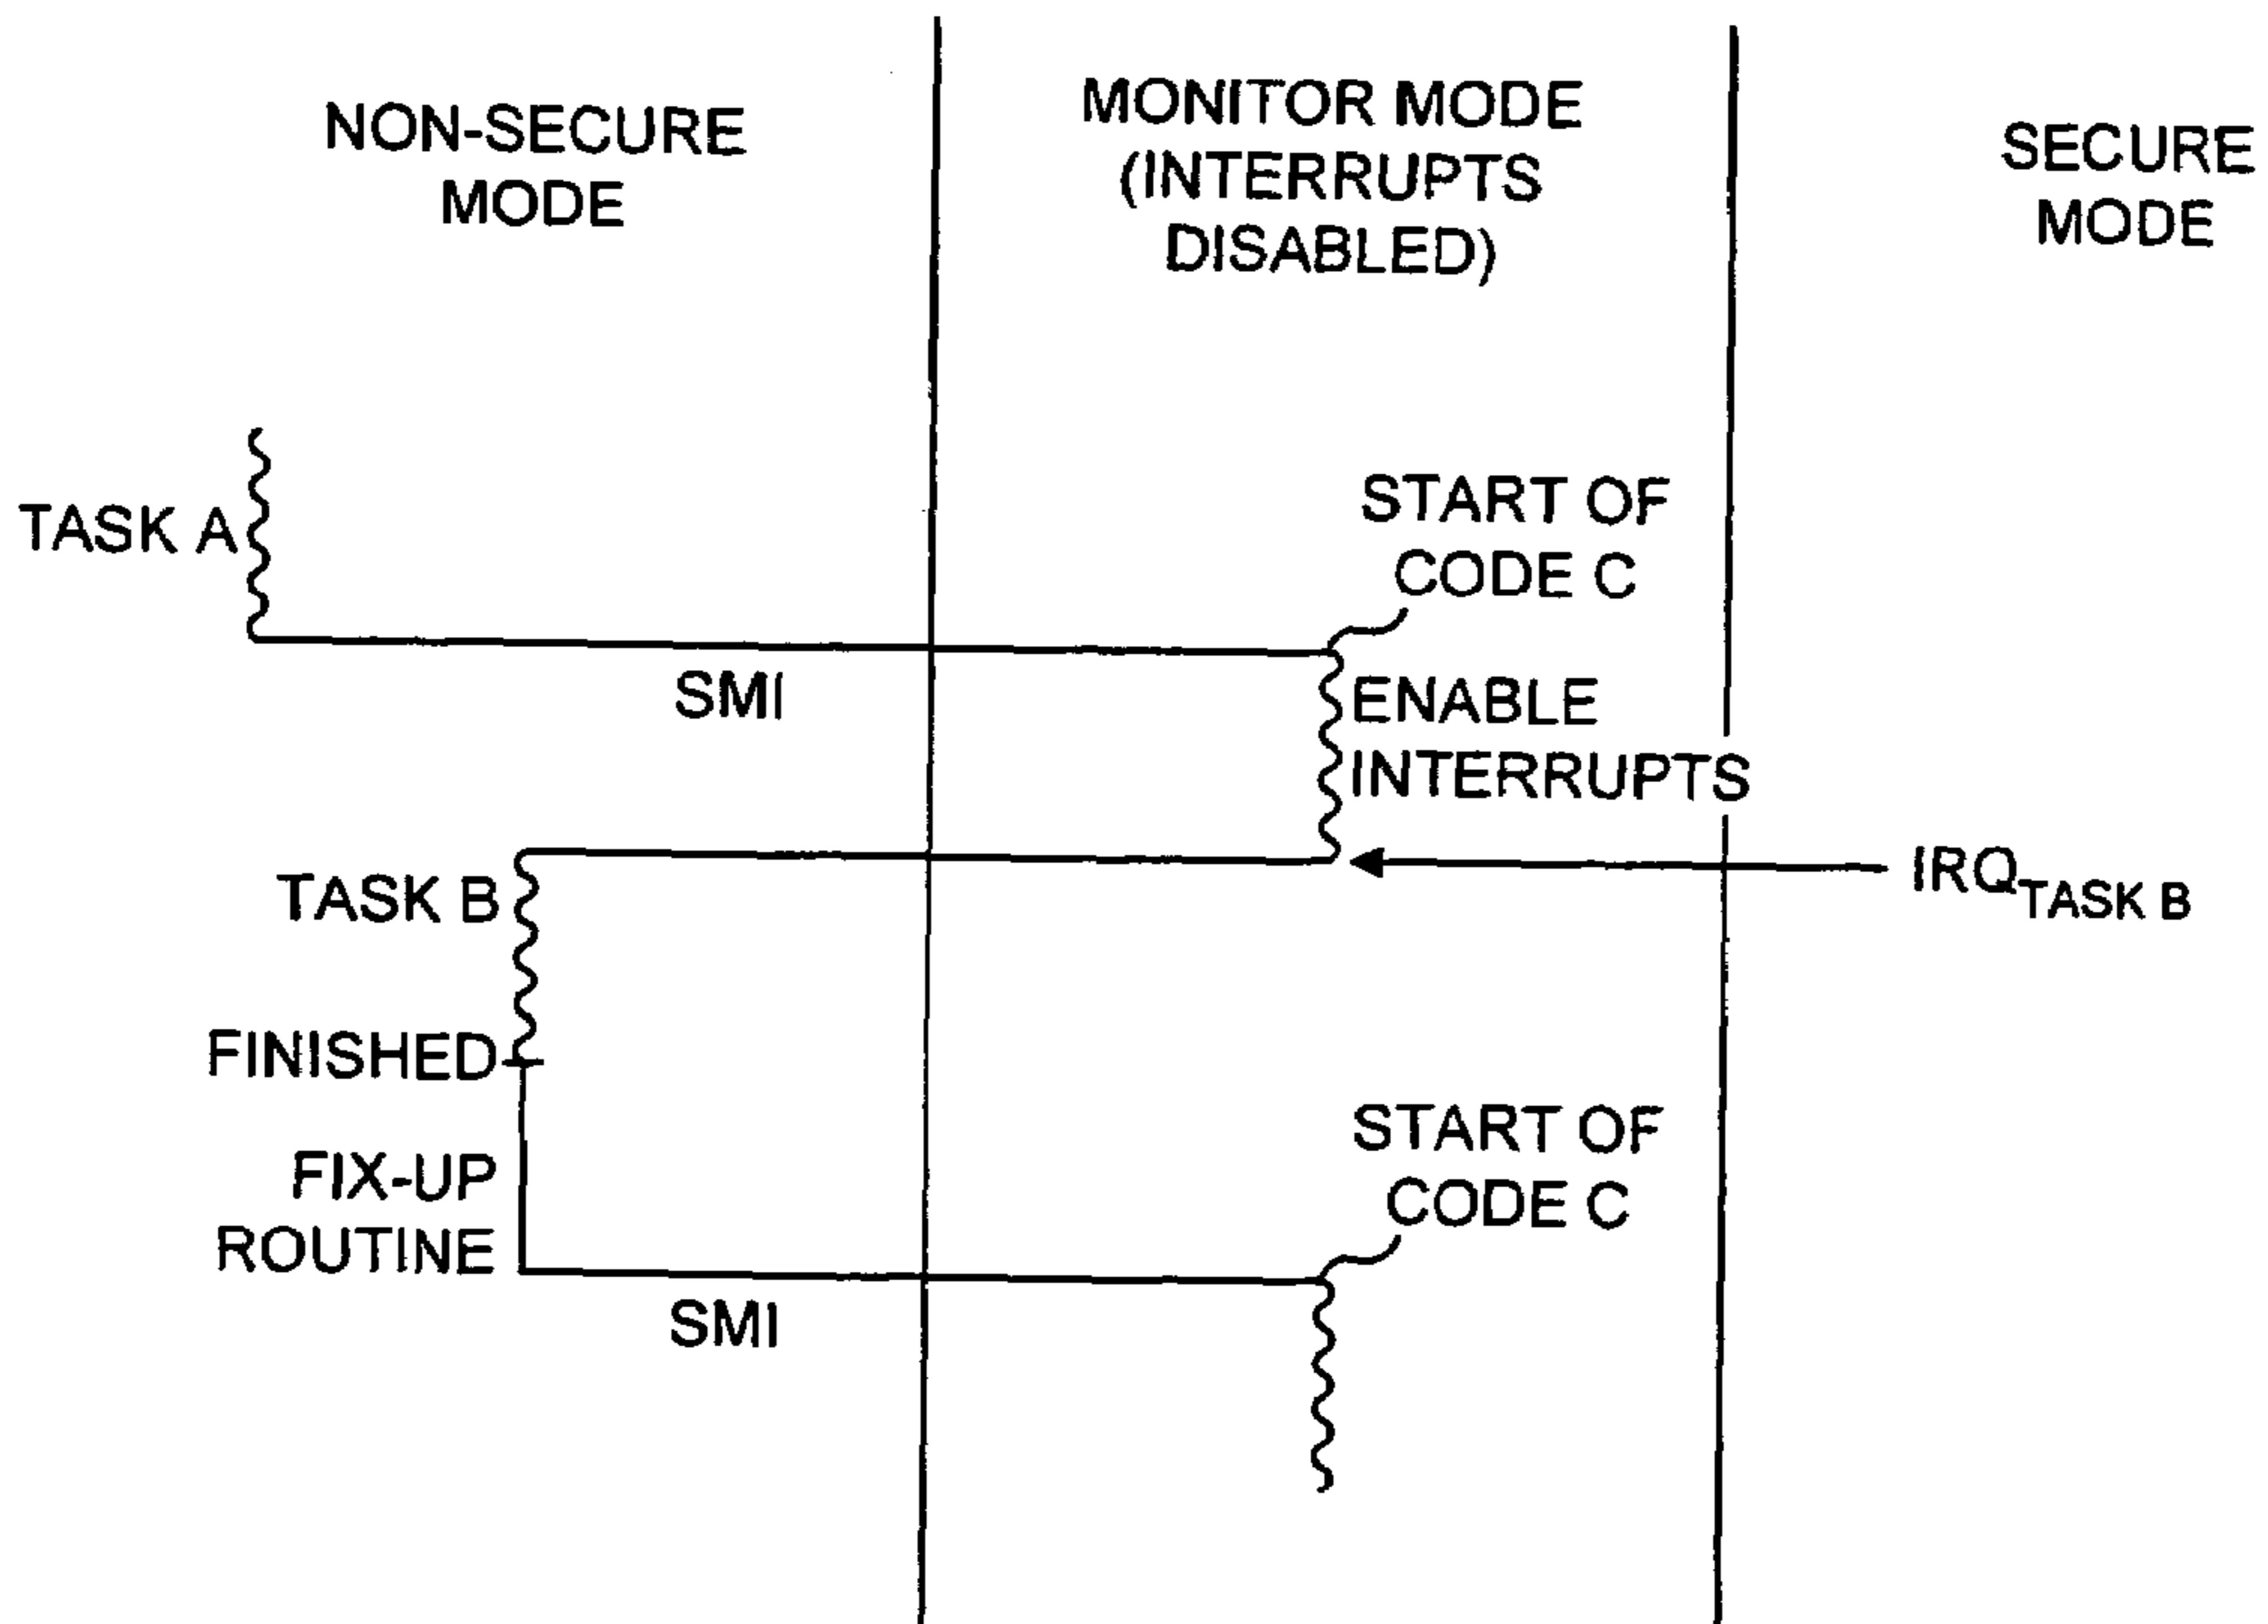 NON-SECURE
MODE
MONITOR MODE
(INTERRUPTS
DISABLED)
SECURE
MODE
TASK A
START OF
CODE C
SMI
ENABLE
INTERRUPTS
TASK B
IRQTASK B
FINISHED
FIX-UP
ROUTINE
START OF
CODE C
SMI